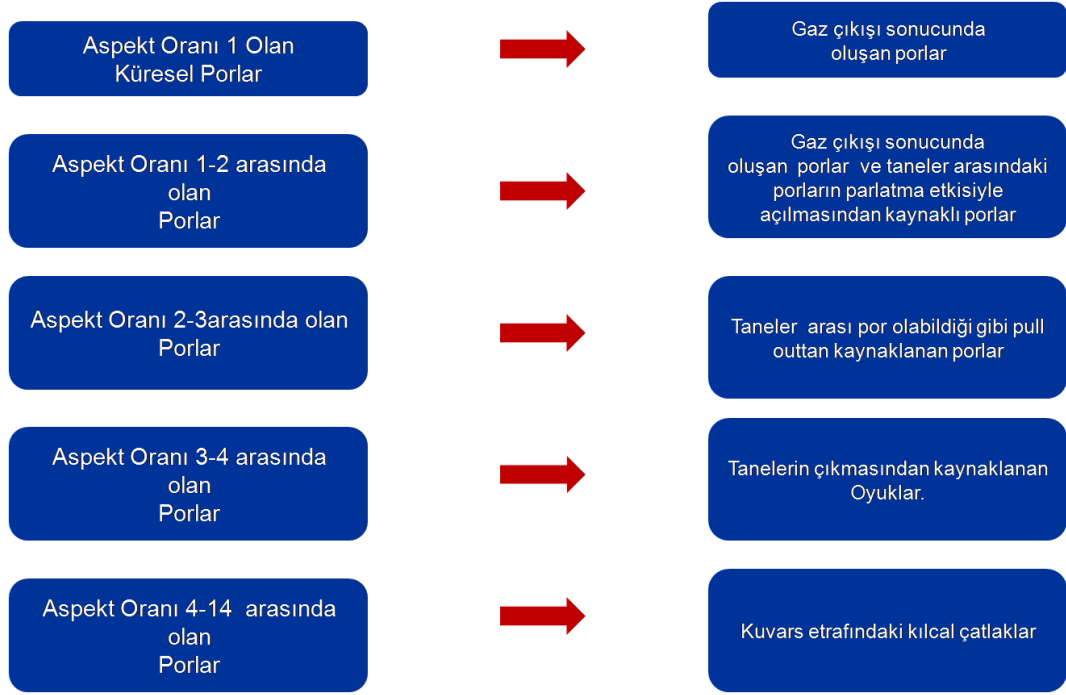 Aspekt Oranı 1 Olan
Küresel Porlar
Gaz çıkışı sonucunda
oluşan porlar
Aspekt Oranı 1-2 arasında
olan
Porlar
Gaz çıkışı sonucunda
oluşan porlar ve taneler arasındaki
porların parlatma etkisiyle
açılmasından kaynaklı porlar
Aspekt Oranı 2-3arasında olan
Porlar
Taneler arası por olabildiği gibi pull
outtan kaynaklanan porlar
Aspekt Oranı 3-4 arasında
olan
Porlar
Tanelerin çıkmasından kaynaklanan
Oyuklar.
Aspekt Oranı 4-14 arasında
olan
Porlar
Kuvars etrafındaki kılcal çatlaklar